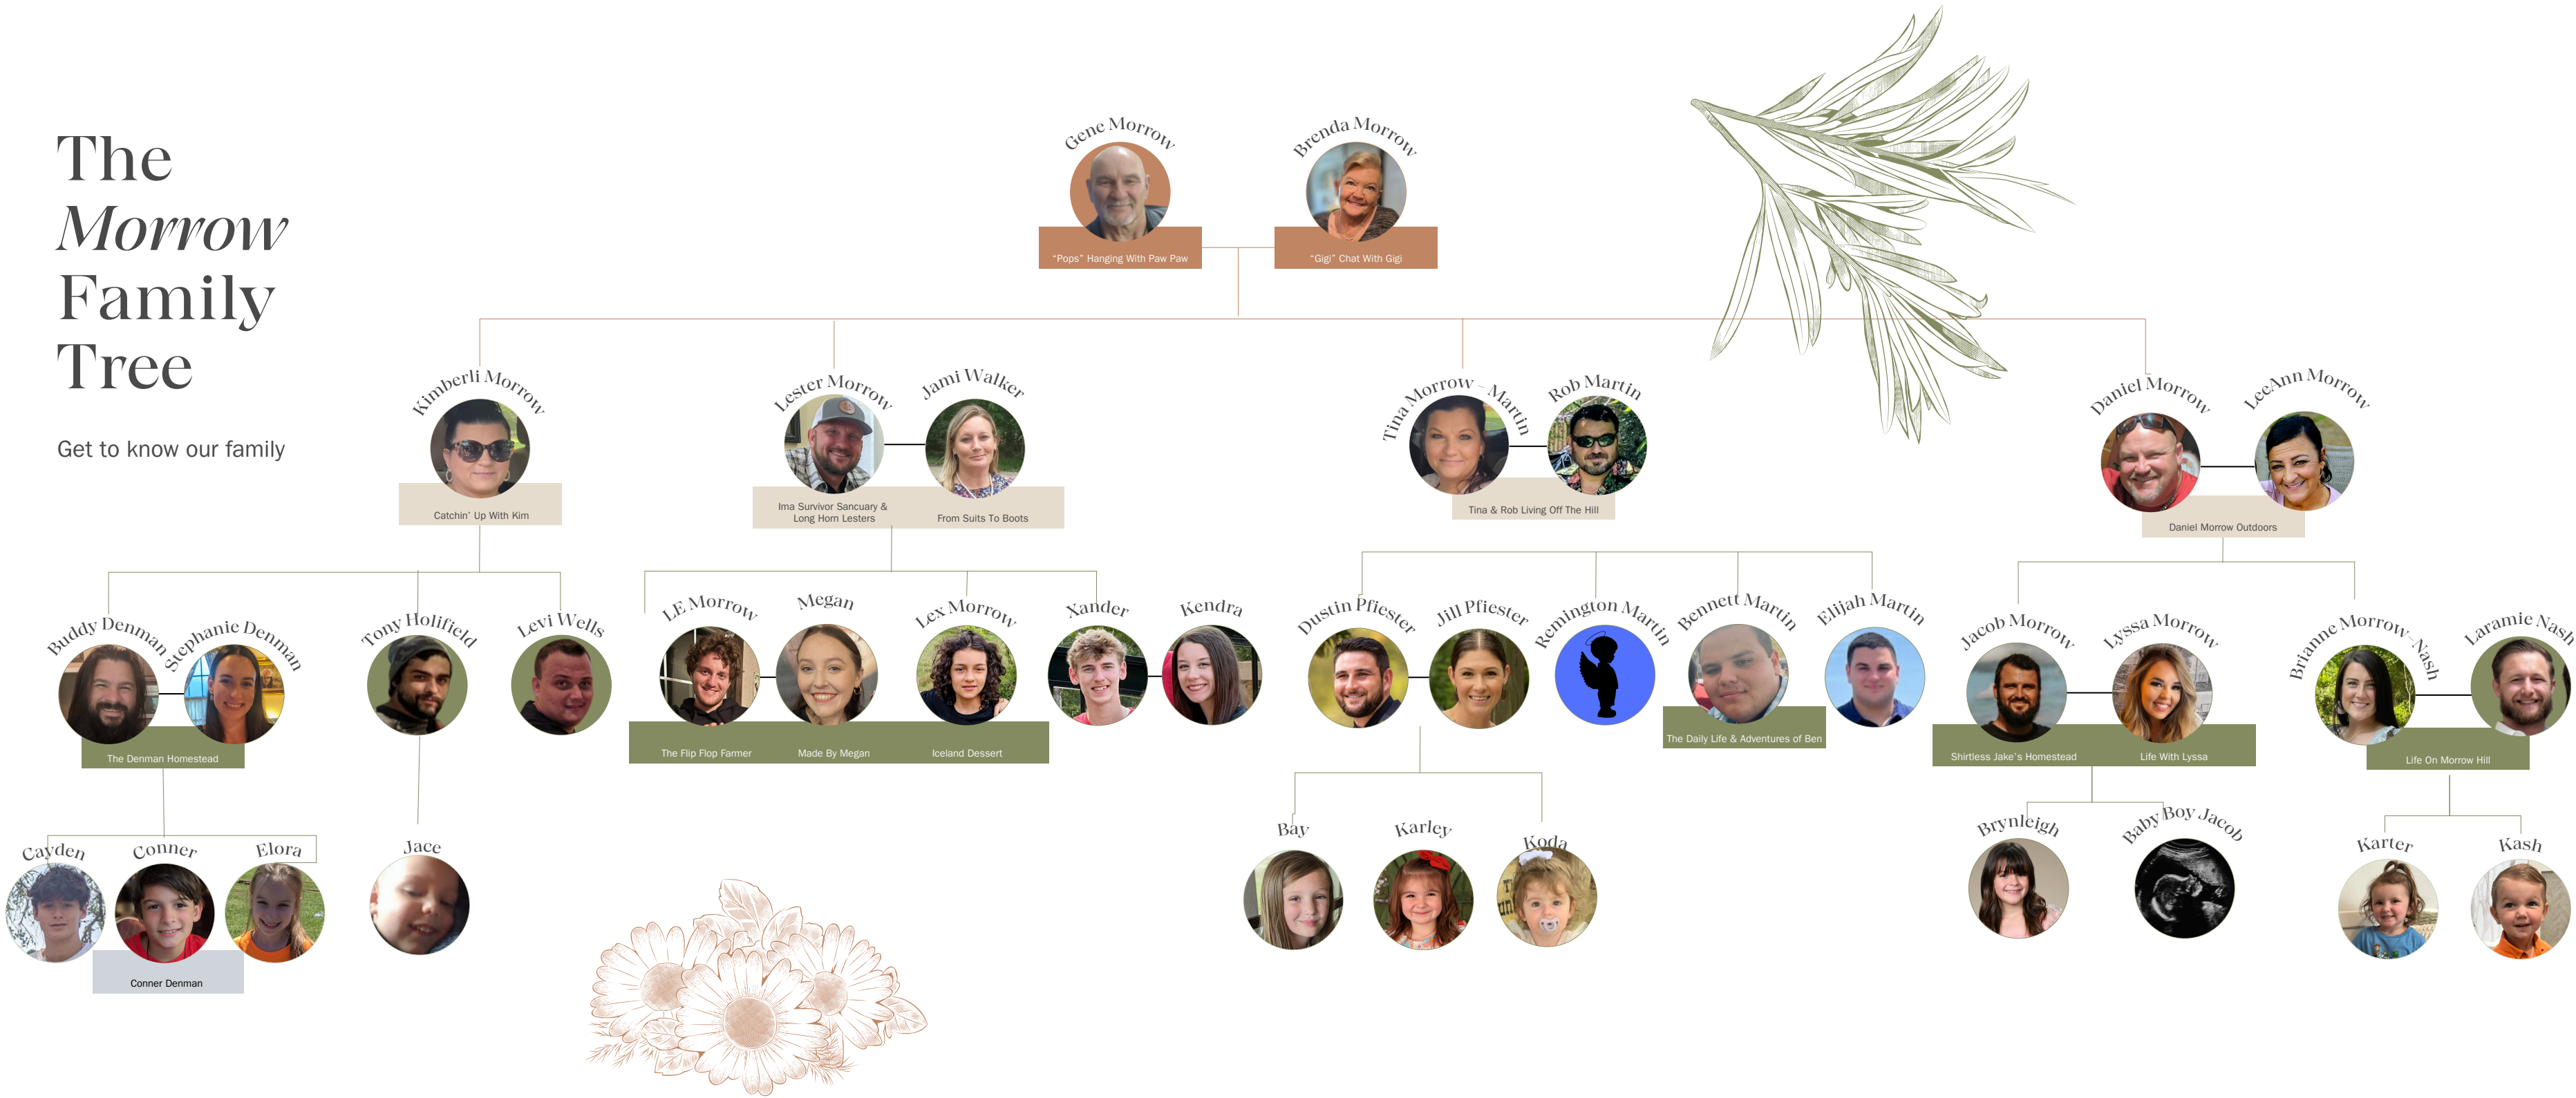 The
Morrow
Family
Tree
Get to know our family
Gene Morrow
Brenda Morrow
“Pops” Hanging With Paw Paw
“Gigi” Chat With Gigi
Kimberli Morrow
Lester Morrow
Jami Walker
Tina Morrow - Martin
Rob Martin
Daniel Morrow
LeeAnn Morrow
Catchin’ Up With Kim
Ima Survivor Sancuary &
Long Horn Lesters
From Suits To Boots
Tina & Rob Living Off The Hill
Daniel Morrow Outdoors
Buddy Denman
Stephanie Denman
Tony Holifield
Levi Wells
LE Morrow
Megan
Lex Morrow
Xander
Kendra
Dustin Pfiester
Jill Pfiester
Remington Martin
Bennett Martin
Elijah Martin
Jacob Morrow
Lyssa Morrow
Brianne Morrow-Nash
Laramie Nash
The Denman Homestead
The Flip Flop Farmer
Made By Megan
Iceland Dessert
The Daily Life & Adventures of Ben
Shirtless Jake's Homestead
Life With Lyssa
Life On Morrow Hill
Cayden
Conner
Elora
Jace
Bay
Karley
Koda
Brynleigh
Baby Boy Jacob
Karter
Kash
Conner Denman